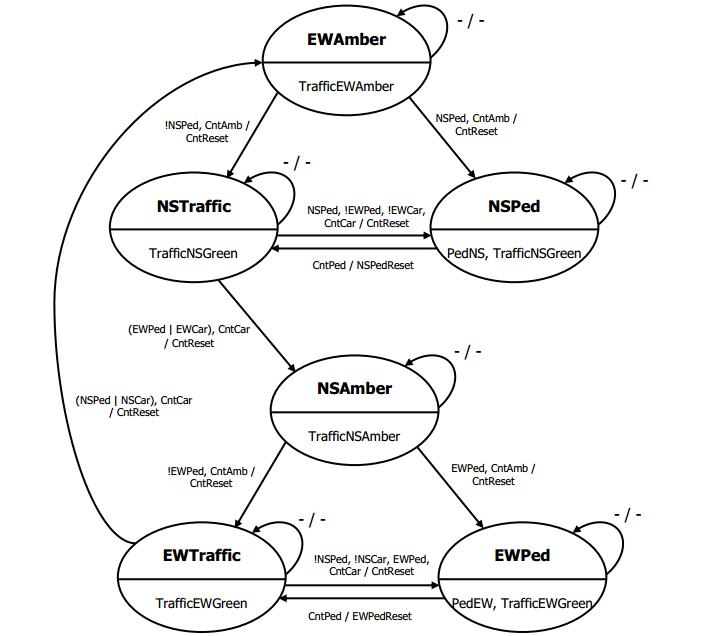 EWAmber
- / -
TrafficEWAmber
!NSPed, CntAmb /
CntReset
NSPed, CntAmb /
CntReset
- / -
- / -
NSTraffic
NSPed, !EWPed, !EWCar,
CntCar / CntReset
NSPed
TrafficNSGreen
PedNS, TrafficNSGreen
CntPed / NSPedReset
(EWPed | EWCar), CntCar
/ CntReset
- / -
NSAmber
(NSPed | NSCar), CntCar
/ CntReset
TrafficNSAmber
!EWPed, CntAmb /
CntReset
EWPed, CntAmb /
CntReset
- / -
- / -
EWTraffic
!NSPed, !NSCar, EWPed,
CntCar / CntReset
EWPed
TrafficEWGreen
PedEW, TrafficEWGreen
CntPed / EWPedReset